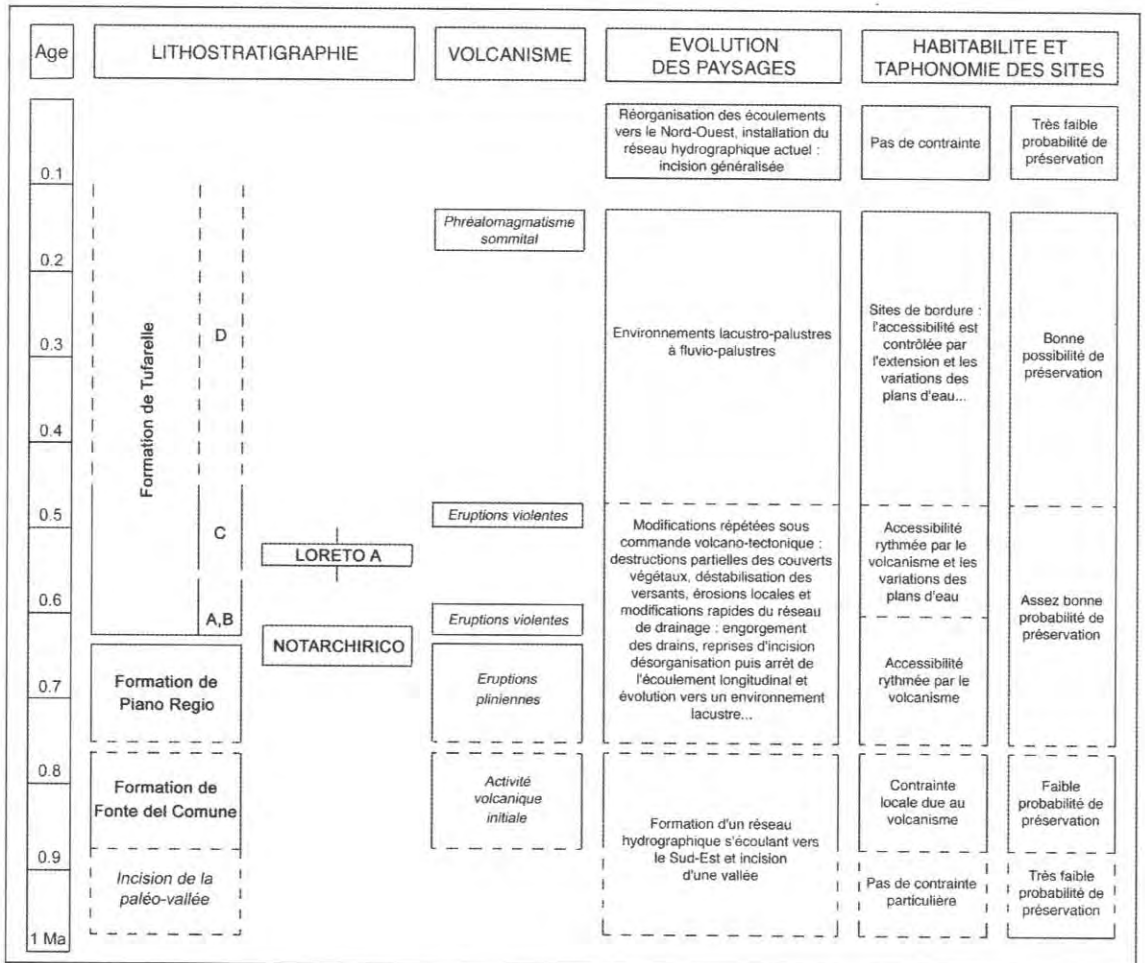 Age
LITHOSTRATIGRAPHIE
VOLCANISME
EVOLUTION
DES PAYSAGES
HABITABILITE ET
TAPHONOMIE DES SITES
0.1
0.2
0.3
0.4
0.5
0.6
0.7
0.8
0.9
1 Ma
Formation de Tufarelle
D
C
A,B
LORETO A
NOTARCHIRICO
Formation de
Piano Regio
Formation de
Fonte del Comune
Incision de la
paléo-vallée
Phréatomagmatisme
sommital
Eruptions violentes
Eruptions violentes
Eruptions
pliniennes
Activité
volcanique
initiale
Réorganisation des écoulements
vers le Nord-Ouest, installation du
réseau hydrographique actuel :
incision généralisée
Environnements lacustro-palustres
à fluvio-palustres
Modifications répétées sous
commande volcano-tectonique :
destructions partielles des couverts
végétaux, déstabilisation des
versants, érosions locales et
modifications rapides du réseau
de drainage : engorgement
des drains, reprises d'incision
désorganisation puis arrêt de
l'écoulement longitudinal et
évolution vers un environnement
lacustre...
Formation d'un réseau
hydrographique s'écoulant vers
le Sud-Est et incision
d'une vallée
Pas de contrainte
Sites de bordure :
l'accessibilité est
contrôlée par
l'extension et les
variations des
plans d'eau...
Accessibilité
rythmée par le
volcanisme et les
variations des
plans d'eau
Accessibilité
rythmée par le
volcanisme
Contrainte
locale due au
volcanisme
Pas de contrainte
particulière
Très faible
probabilité de
préservation
Bonne
possibilité de
préservation
Assez bonne
probabilité de
préservation
Faible
probabilité de
préservation
Très faible
probabilité de
préservation